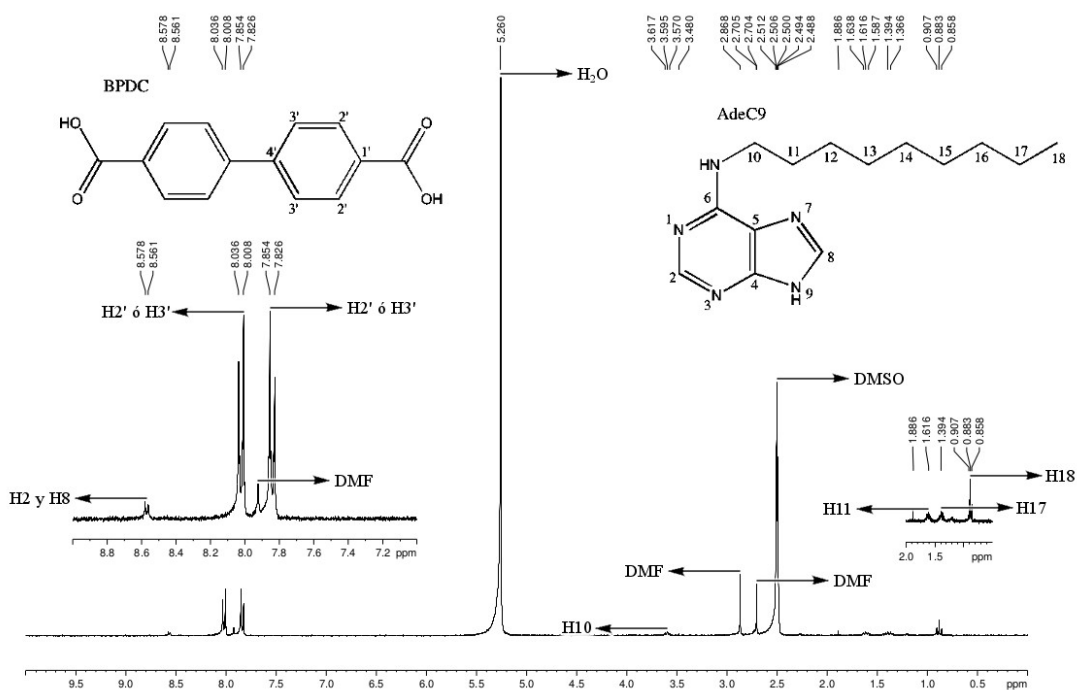 8.578
8.561
8.036
8.008
7.854
7.826
5.260
3.617
3.595
3.570
3.480
2.868
2.705
2.704
2.512
2.506
2.500
2.494
2.488
1.886
1.638
1.616
1.587
1.394
1.366
0.907
0.883
0.858
H₂O
BPDC
HO
O
3' 2'
4' 1'
3' 2'
O
OH
AdeC9
HN
10 11 12 13 14 15 16 17 18
6
1 N 5 N 7
2 8
N 3 4 N 9
H
8.578
8.561
8.036
8.008
7.854
7.826
H2' ó H3'
H2' ó H3'
DMF
H2 y H8
8.8 8.6 8.4 8.2 8.0 7.8 7.6 7.4 7.2 ppm
DMSO
1.886
1.616
1.394
0.907
0.883
0.858
H18
H11
H17
2.0 1.5 ppm
DMF
DMF
H10
9.5 9.0 8.5 8.0 7.5 7.0 6.5 6.0 5.5 5.0 4.5 4.0 3.5 3.0 2.5 2.0 1.5 1.0 0.5 ppm